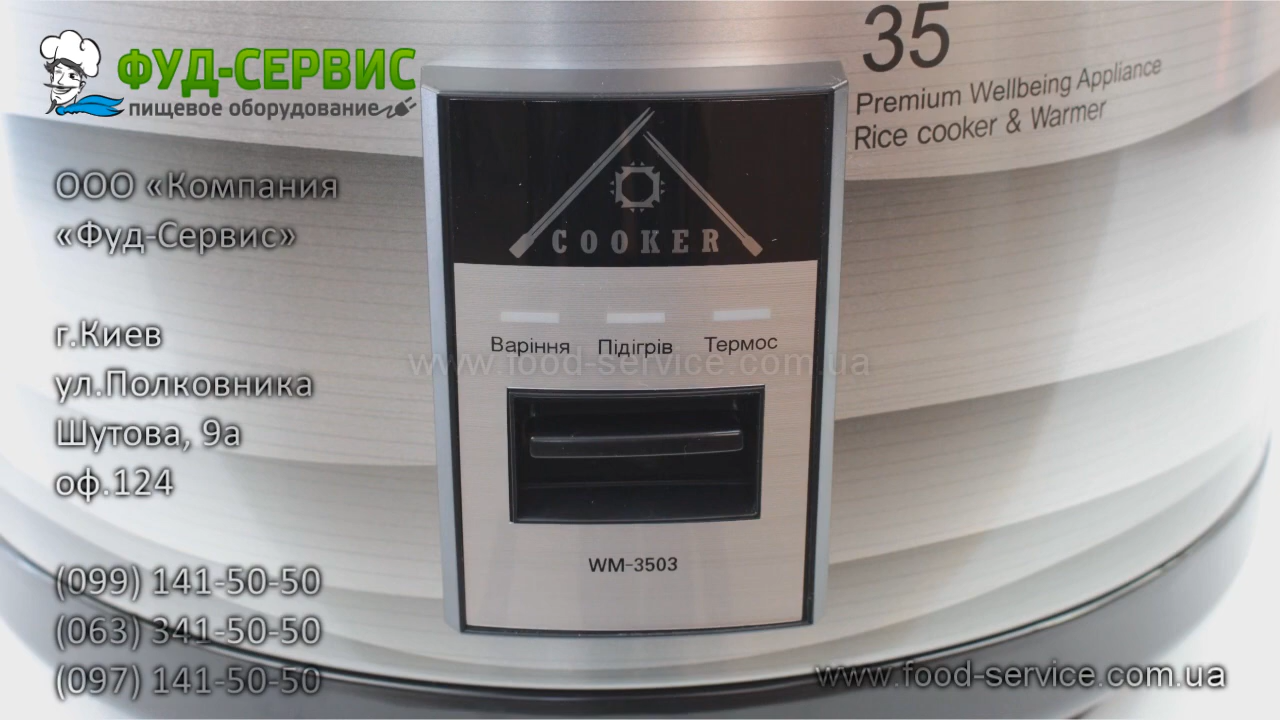 ФУД-СЕРВИС
пищевое оборудование
ООО «Компания
«Фуд-Сервис»
г.Киев
ул.Полковника
Шутова, 9а
оф.124
(099) 141-50-50
(063) 341-50-50
(097) 141-50-50
35
Premium Wellbeing Appliance
Rice cooker & Warmer
COOKER
Варіння Підігрів Термос
www.food-service.com.ua
WM-3503
www.food-service.com.ua